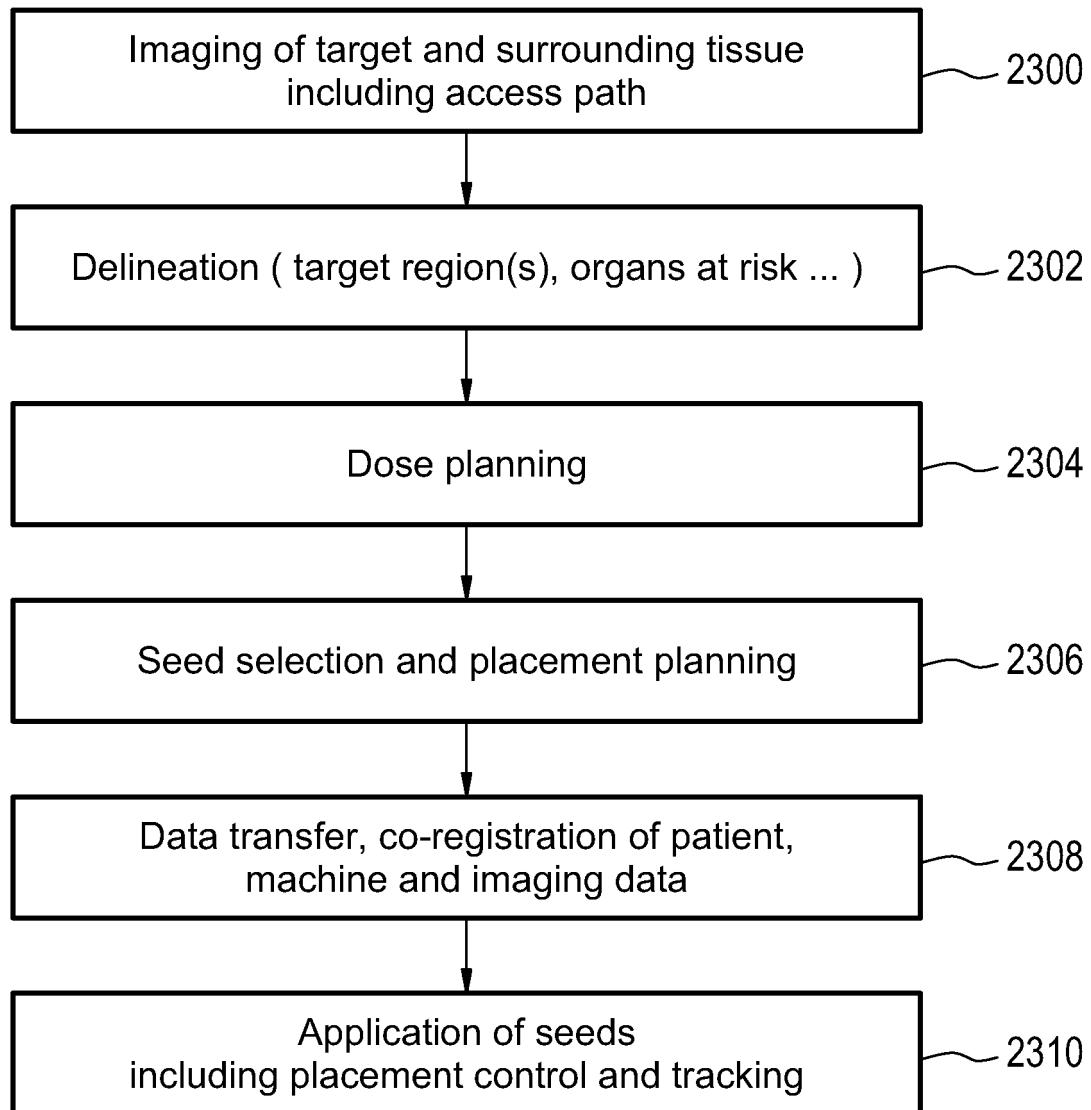 Imaging of target and surrounding tissue
including access path
2300
Delineation ( target region(s), organs at risk ... )
2302
Dose planning
2304
Seed selection and placement planning
2306
Data transfer, co-registration of patient,
machine and imaging data
2308
Application of seeds
including placement control and tracking
2310